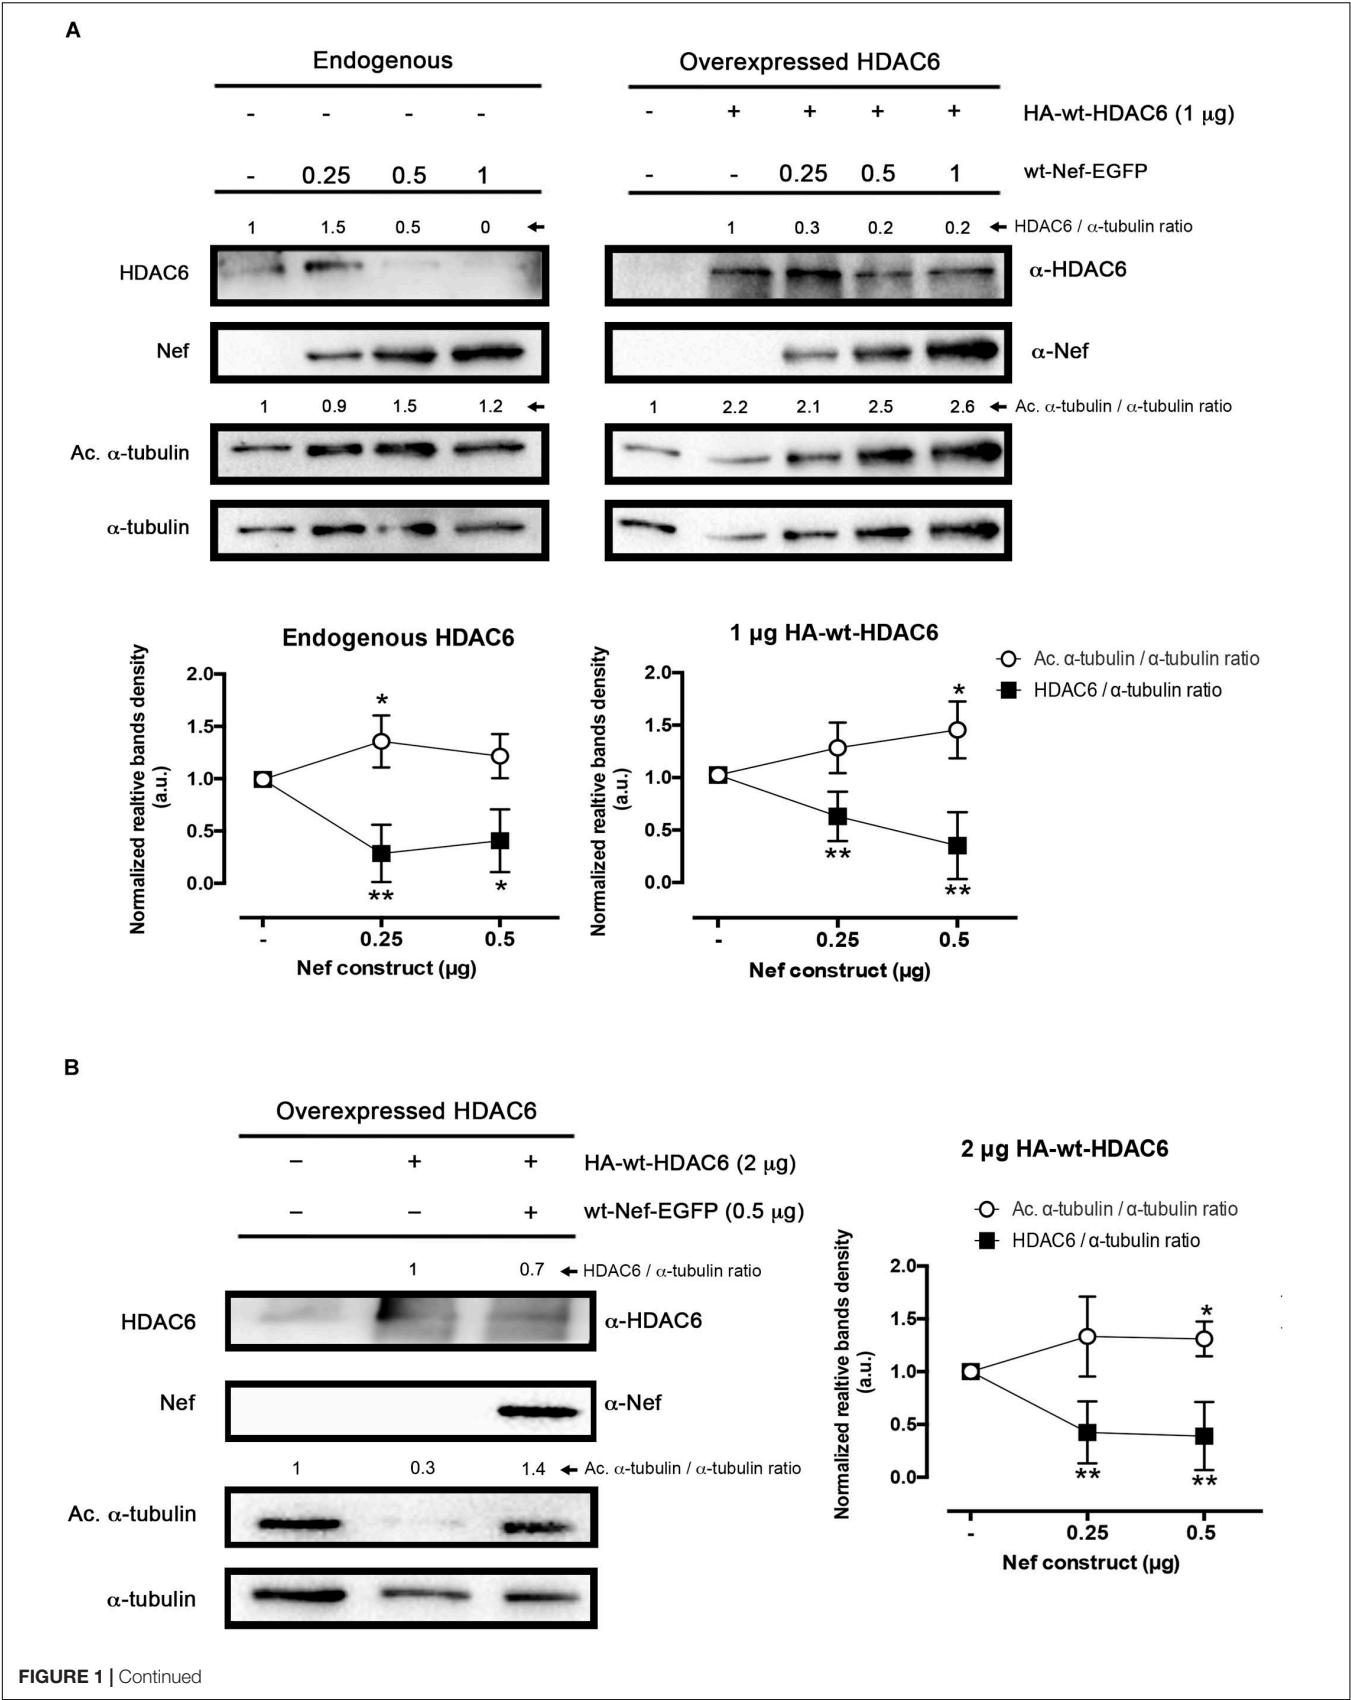 A
Endogenous
- - - -
- 0.25 0.5 1
1 1.5 0.5 0
HDAC6
Nef
1 0.9 1.5 1.2
Ac. α-tubulin
α-tubulin
Overexpressed HDAC6
- + + + + HA-wt-HDAC6 (1 μg)
- - 0.25 0.5 1 wt-Nef-EGFP
1 0.3 0.2 0.2 HDAC6 / α-tubulin ratio
α-HDAC6
α-Nef
1 2.2 2.1 2.5 2.6 Ac. α-tubulin / α-tubulin ratio
Endogenous HDAC6
Normalized realtive bands density
(a.u.)
2.0
1.5
1.0
0.5
0.0
*
**
*
- 0.25 0.5
Nef construct (μg)
1 μg HA-wt-HDAC6
Normalized realtive bands density
(a.u.)
2.0
1.5
1.0
0.5
0.0
*
**
**
- 0.25 0.5
Nef construct (μg)
Ac. α-tubulin / α-tubulin ratio
HDAC6 / α-tubulin ratio
B
Overexpressed HDAC6
– + + HA-wt-HDAC6 (2 μg)
– – + wt-Nef-EGFP (0.5 μg)
1 0.7 HDAC6 / α-tubulin ratio
HDAC6 α-HDAC6
Nef α-Nef
1 0.3 1.4 Ac. α-tubulin / α-tubulin ratio
Ac. α-tubulin
α-tubulin
2 μg HA-wt-HDAC6
Ac. α-tubulin / α-tubulin ratio
HDAC6 / α-tubulin ratio
Normalized realtive bands density
(a.u.)
2.0
1.5
1.0
0.5
0.0
*
**
**
- 0.25 0.5
Nef construct (μg)
FIGURE 1 | Continued